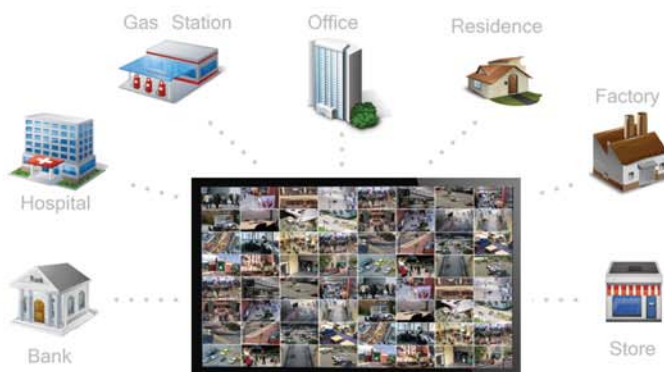 Gas Station
Office
Residence
Factory
Hospital
Bank
Store